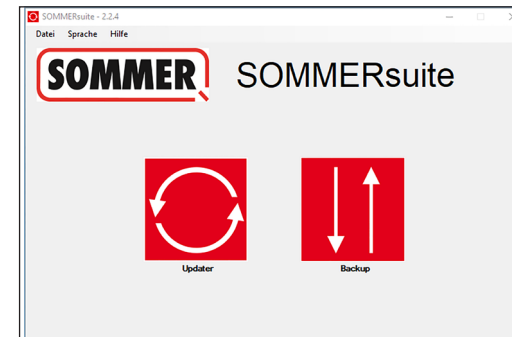 SOMMERsuite - 2.2.4
Datei Sprache Hilfe
SOMMER SOMMERsuite
Updater Backup